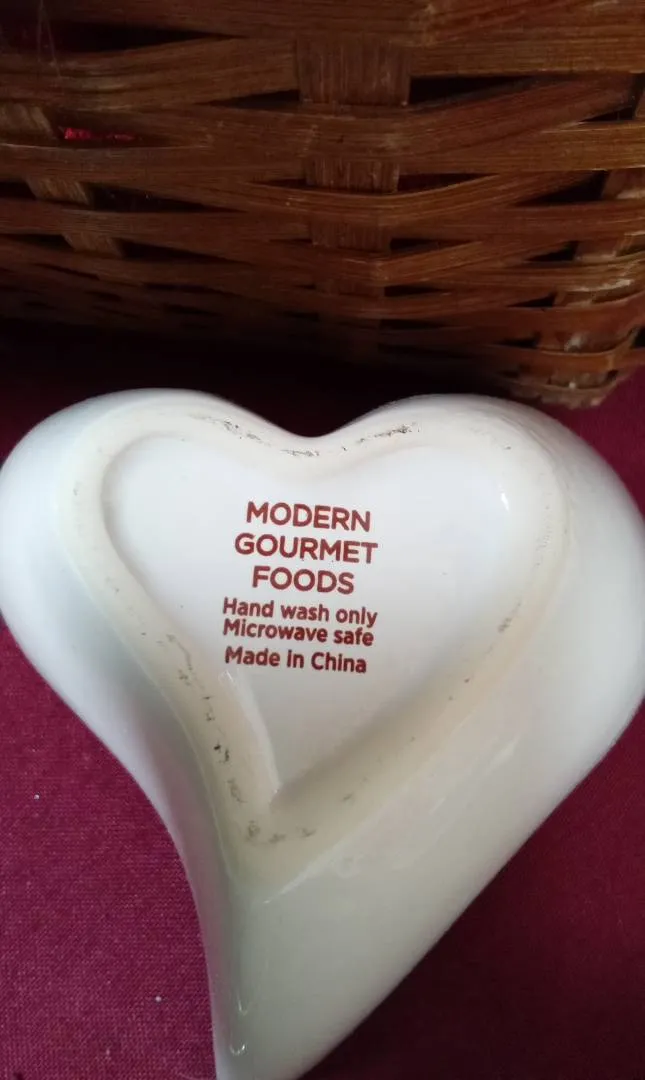 MODERN
GOURMET
FOODS
Hand wash only
Microwave safe
Made in China